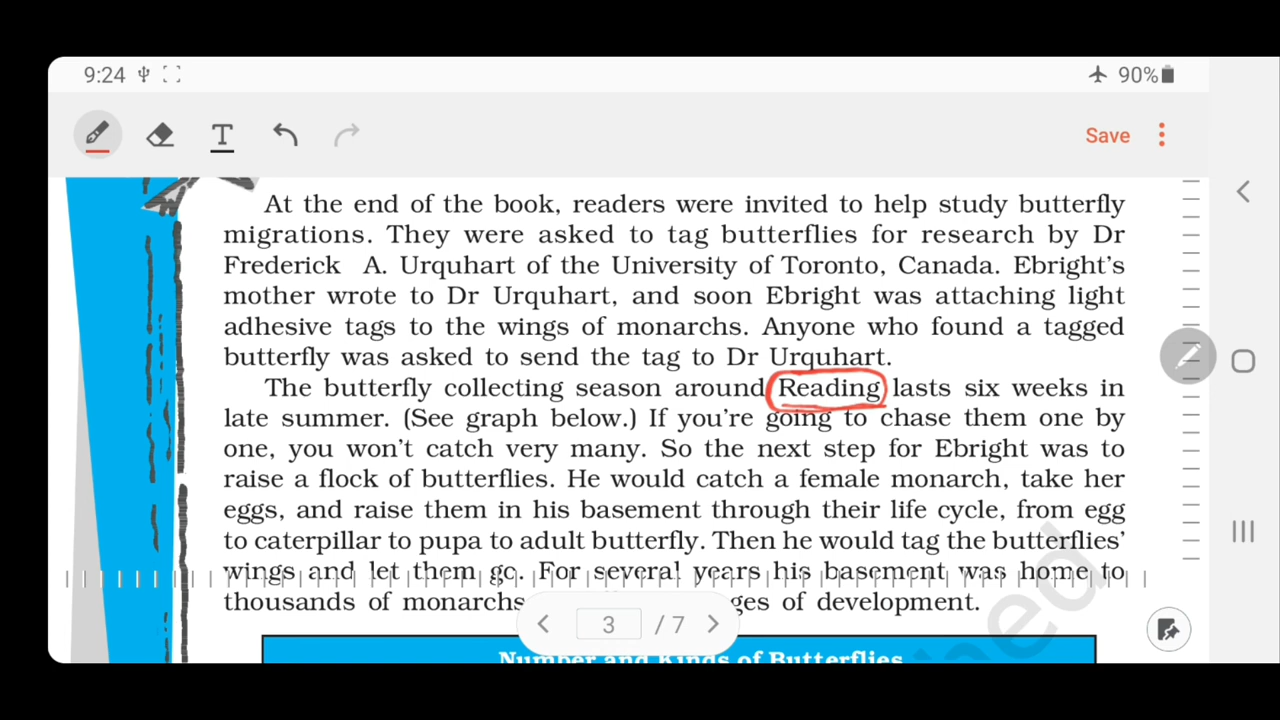 9:24
90%
T
Save
At the end of the book, readers were invited to help study butterfly
migrations. They were asked to tag butterflies for research by Dr
Frederick A. Urquhart of the University of Toronto, Canada. Ebright's
mother wrote to Dr Urquhart, and soon Ebright was attaching light
adhesive tags to the wings of monarchs. Anyone who found a tagged
butterfly was asked to send the tag to Dr Urquhart.
The butterfly collecting season around Reading lasts six weeks in
late summer. (See graph below.) If you're going to chase them one by
one, you won't catch very many. So the next step for Ebright was to
raise a flock of butterflies. He would catch a female monarch, take her
eggs, and raise them in his basement through their life cycle, from egg
to caterpillar to pupa to adult butterfly. Then he would tag the butterflies'
wings and let them go. For several years his basement was home to
thousands of monarchs ges of development.
3 / 7
Number and Kinds of Butterflies